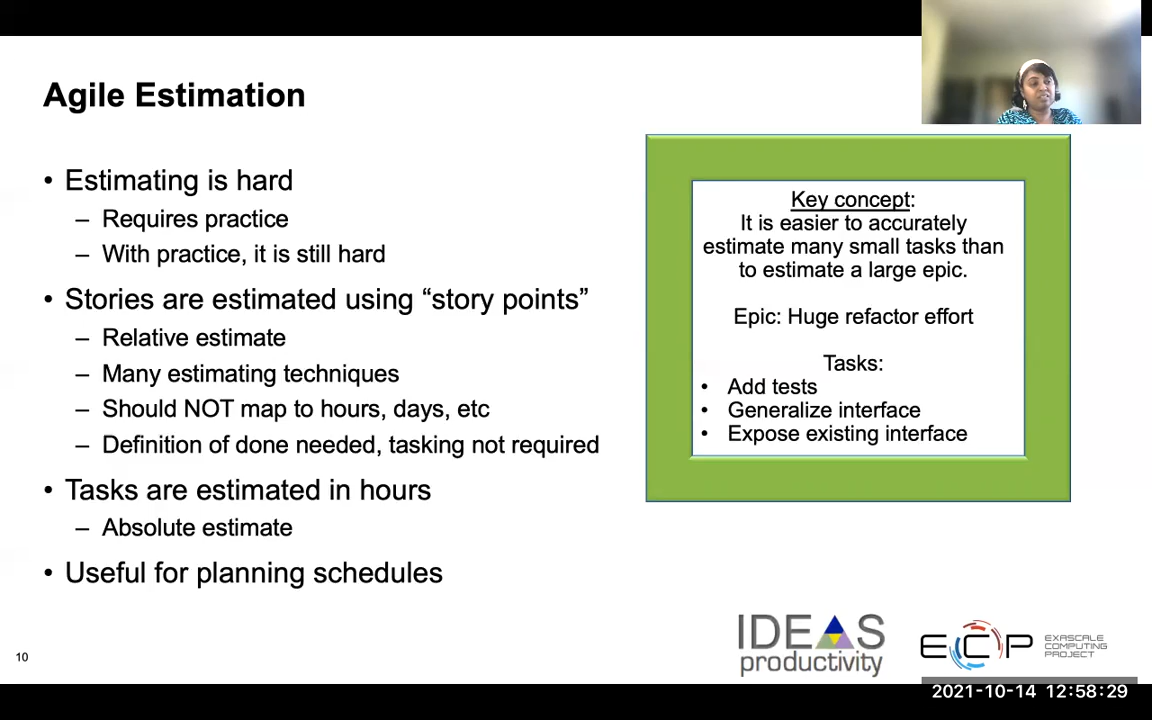 Agile Estimation
• Estimating is hard
– Requires practice
– With practice, it is still hard
• Stories are estimated using “story points”
– Relative estimate
– Many estimating techniques
– Should NOT map to hours, days, etc
– Definition of done needed, tasking not required
• Tasks are estimated in hours
– Absolute estimate
• Useful for planning schedules
Key concept:
It is easier to accurately
estimate many small tasks than
to estimate a large epic.
Epic: Huge refactor effort
Tasks:
• Add tests
• Generalize interface
• Expose existing interface
10
IDEAS
productivity
ECP
EXASCALE
COMPUTING
PROJECT
2021-10-14 12:58:29